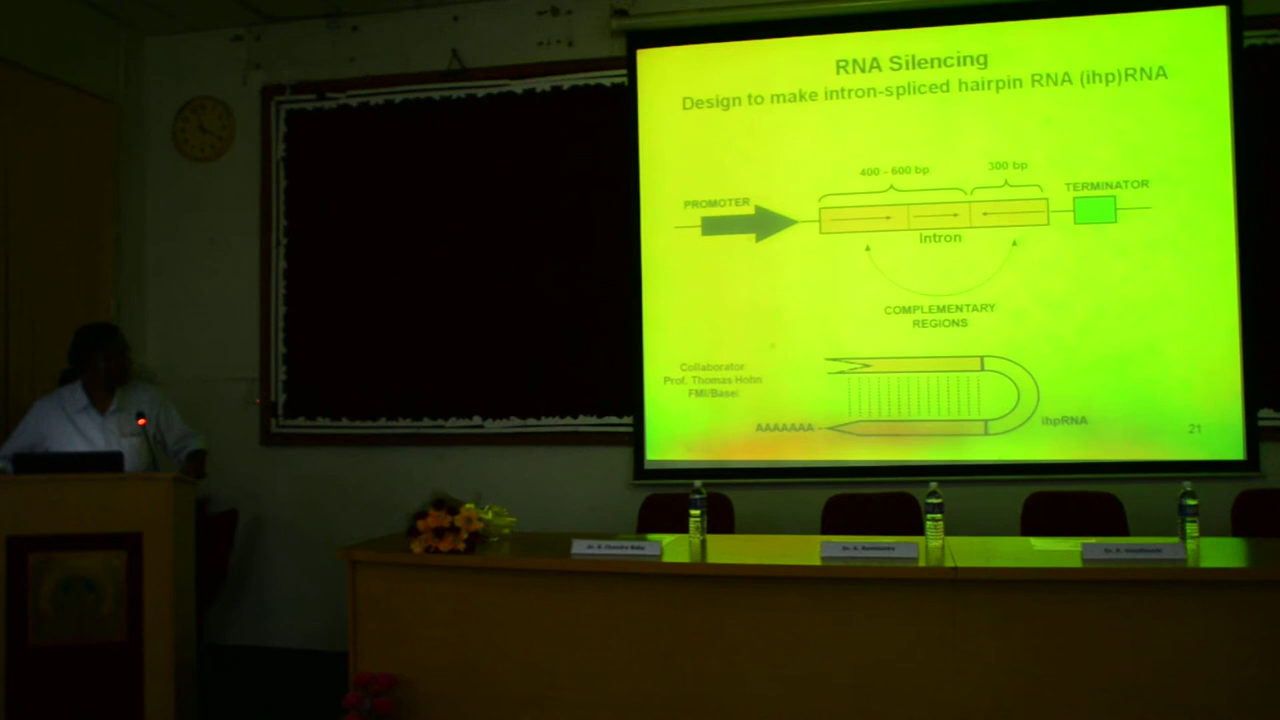 RNA Silencing
Design to make intron-spliced hairpin RNA (ihp)RNA
400 - 600 bp
300 bp
PROMOTER
TERMINATOR
Intron
COMPLEMENTARY
REGIONS
Collaborator
Prof. Thomas Hohn
FMI/Basel
AAAAAAA
ihpRNA
21